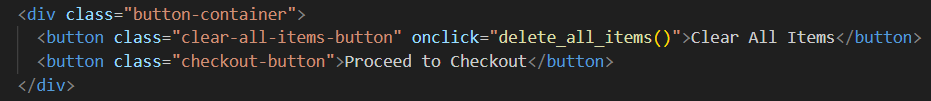 <div class="button-container">
<button class="clear-all-items-button" onclick="delete_all_items()">Clear All Items</button>
<button class="checkout-button">Proceed to Checkout</button>
</div>